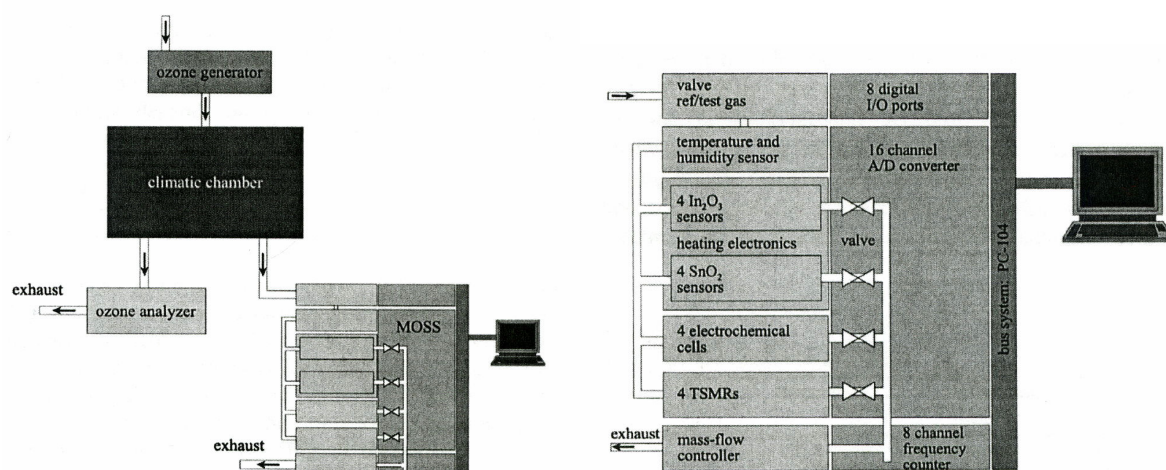 ozone generator
climatic chamber
exhaust
ozone analyzer
MOSS
exhaust
valve
ref/test gas
8 digital
I/O ports
temperature and
humidity sensor
16 channel
A/D converter
4 In₂O₃
sensors
heating electronics
valve
4 SnO₂
sensors
4 electrochemical
cells
4 TSMRs
exhaust
mass-flow
controller
8 channel
frequency
counter
bus system: PC-104